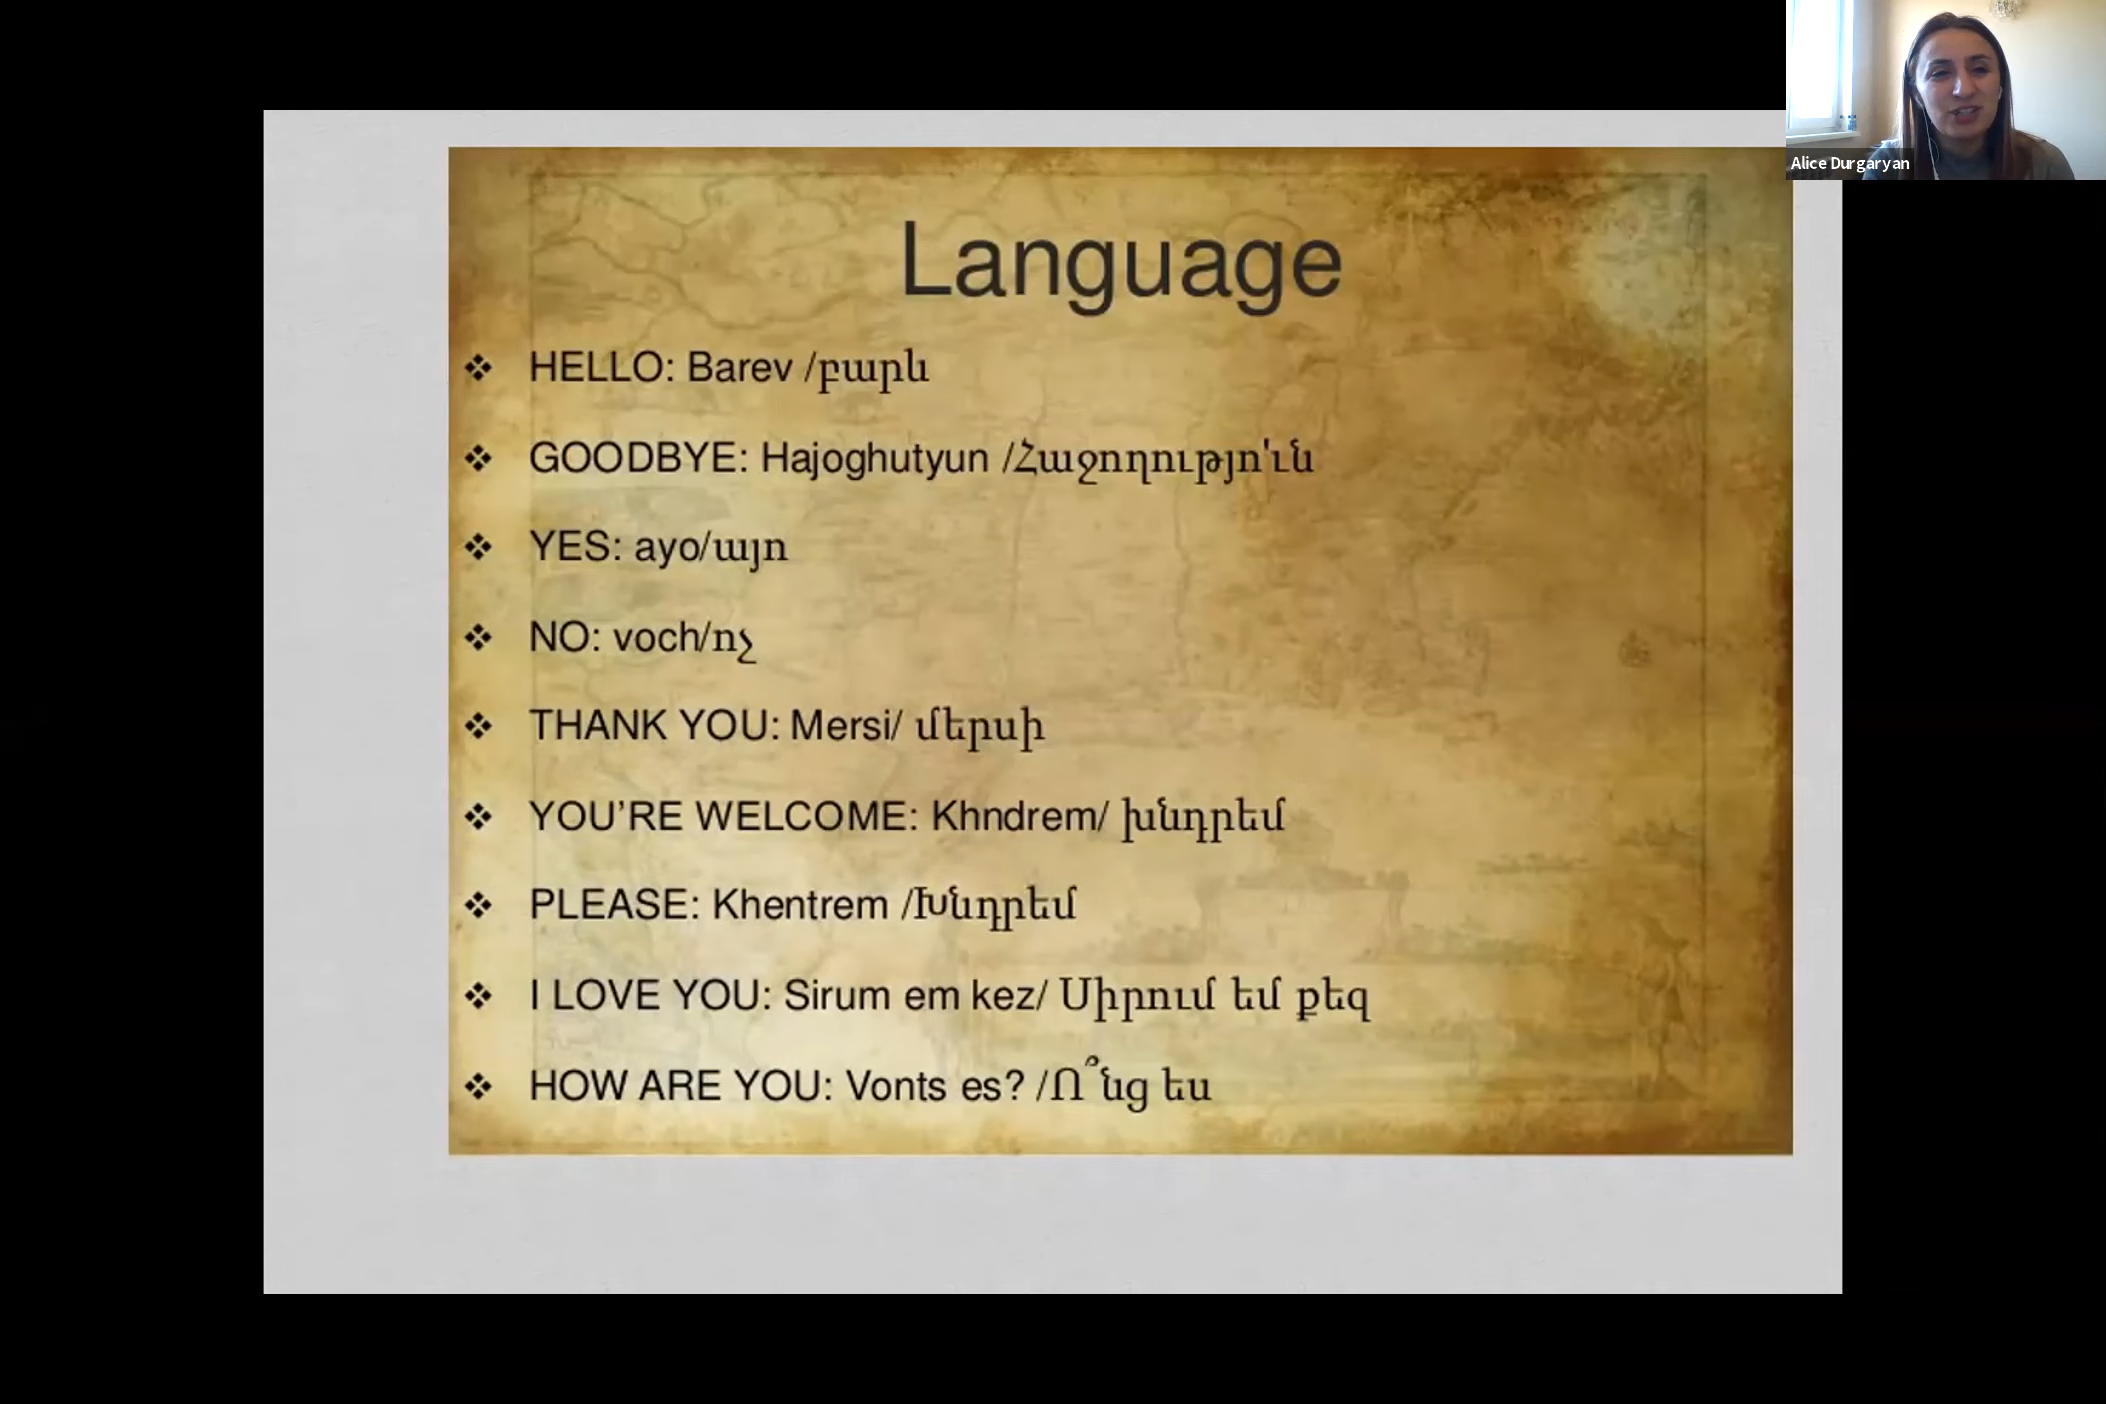 Alice Durgaryan
Language
❖ HELLO: Barev /բարև
❖ GOODBYE: Hajoghutyun /Հաջողությո'ւն
❖ YES: ayo/այո
❖ NO: voch/ոչ
❖ THANK YOU: Mersi/ մերսի
❖ YOU’RE WELCOME: Khndrem/ խնդրեմ
❖ PLEASE: Khentrem /Խնդրեմ
❖ I LOVE YOU: Sirum em kez/ Սիրում եմ քեզ
❖ HOW ARE YOU: Vonts es? /Ո՞նց ես